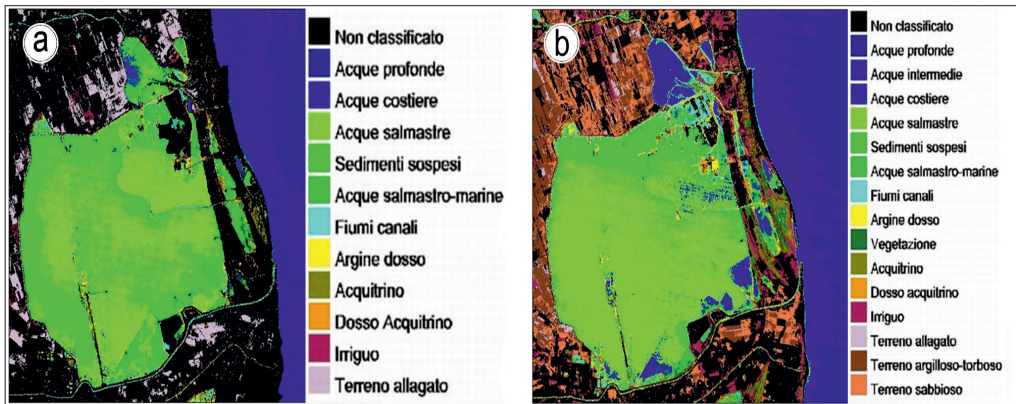 a
Non classificato
Acque profonde
Acque costiere
Acque salmastre
Sedimenti sospesi
Acque salmastro-marine
Fiumi canali
Argine dosso
Acquitrino
Dosso Acquitrino
Irriguo
Terreno allagato
b
Non classificato
Acque profonde
Acque intermedie
Acque costiere
Acque salmastre
Sedimenti sospesi
Acque salmastro-marine
Fiumi canali
Argine dosso
Vegetazione
Acquitrino
Dosso acquitrino
Irriguo
Terreno allagato
Terreno argilloso-torboso
Terreno sabbioso